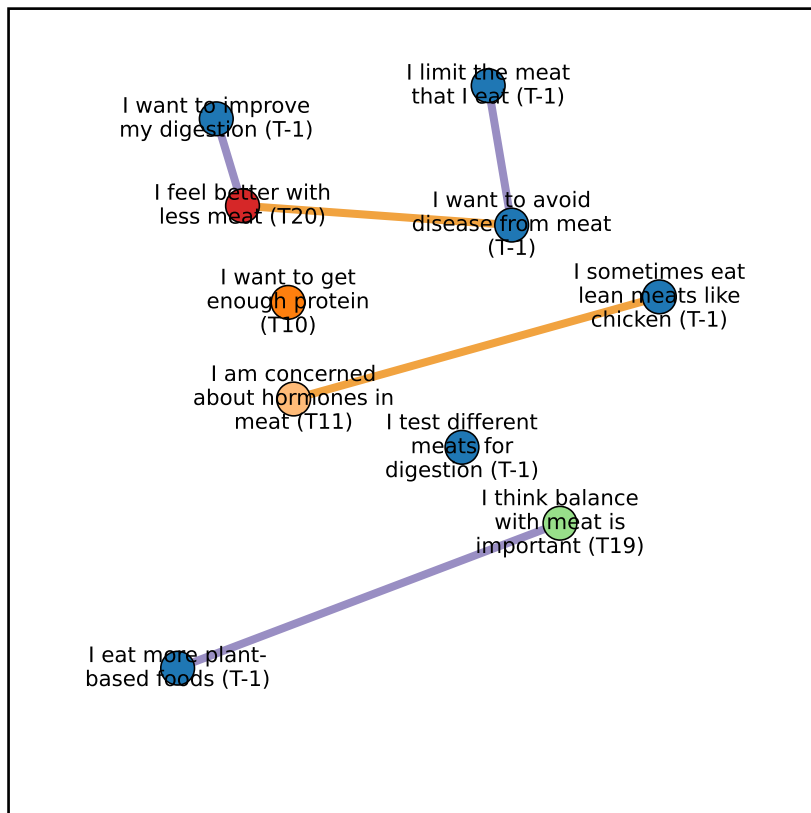 I limit the meat
that I eat (T-1)
I want to improve
my digestion (T-1)
I feel better with
less meat (T20)
I want to avoid
disease from meat
(T-1)
I want to get
enough protein
(T10)
I sometimes eat
lean meats like
chicken (T-1)
I am concerned
about hormones in
meat (T11)
I test different
meats for
digestion (T-1)
I think balance
with meat is
important (T19)
I eat more plant-
based foods (T-1)